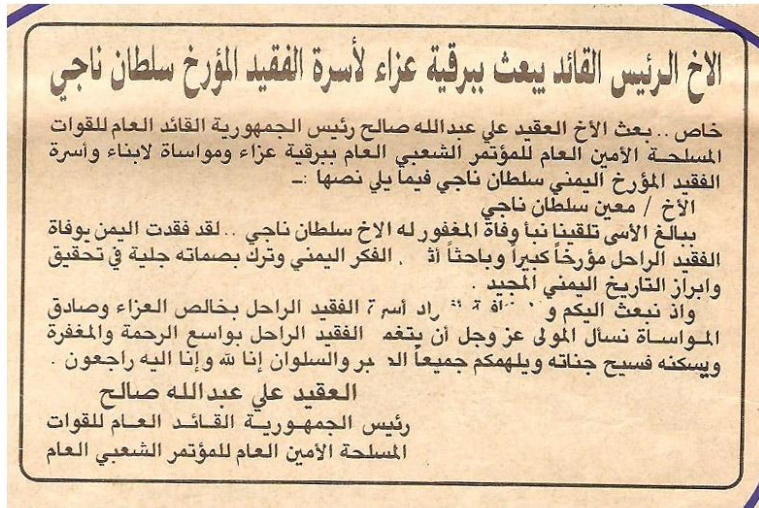 الاخ الرئيس القائد يبعث ببرقية عزاء لأسرة الفقيد المؤرخ سلطان ناجي
خاص .. بعث الأخ العقيد علي عبدالله صالح رئيس الجمهورية القائد العام للقوات
المسلحة الأمين العام للمؤتمر الشعبي العام ببرقية عزاء ومواساة لابناء وأسرة
الفقيد المؤرخ اليمني سلطان ناجي فيما يلي نصها :ـ
الأخ / معين سلطان ناجي
ببالغ الأسى تلقينا نبأ وفاة المغفور له الاخ سلطان ناجي .. لقد فقدت اليمن بوفاة
الفقيد الراحل مؤرخاً كبيراً وباحثاً الفكر اليمني وترك بصماته جلية في تحقيق
وابراز التاريخ اليمني المجيد .
واذ نبعث اليكم أسرة الفقيد الراحل بخالص العزاء وصادق
المواساة نسأل المولى عز وجل أن يتغمد الفقيد الراحل بواسع الرحمة والمغفرة
ويسكنه فسيح جناته ويلهمكم جميعاً الصبر والسلوان إنا لله وإنا اليه راجعون .
العقيد علي عبدالله صالح
رئيس الجمهورية القائد العام للقوات
المسلحة الأمين العام للمؤتمر الشعبي العام